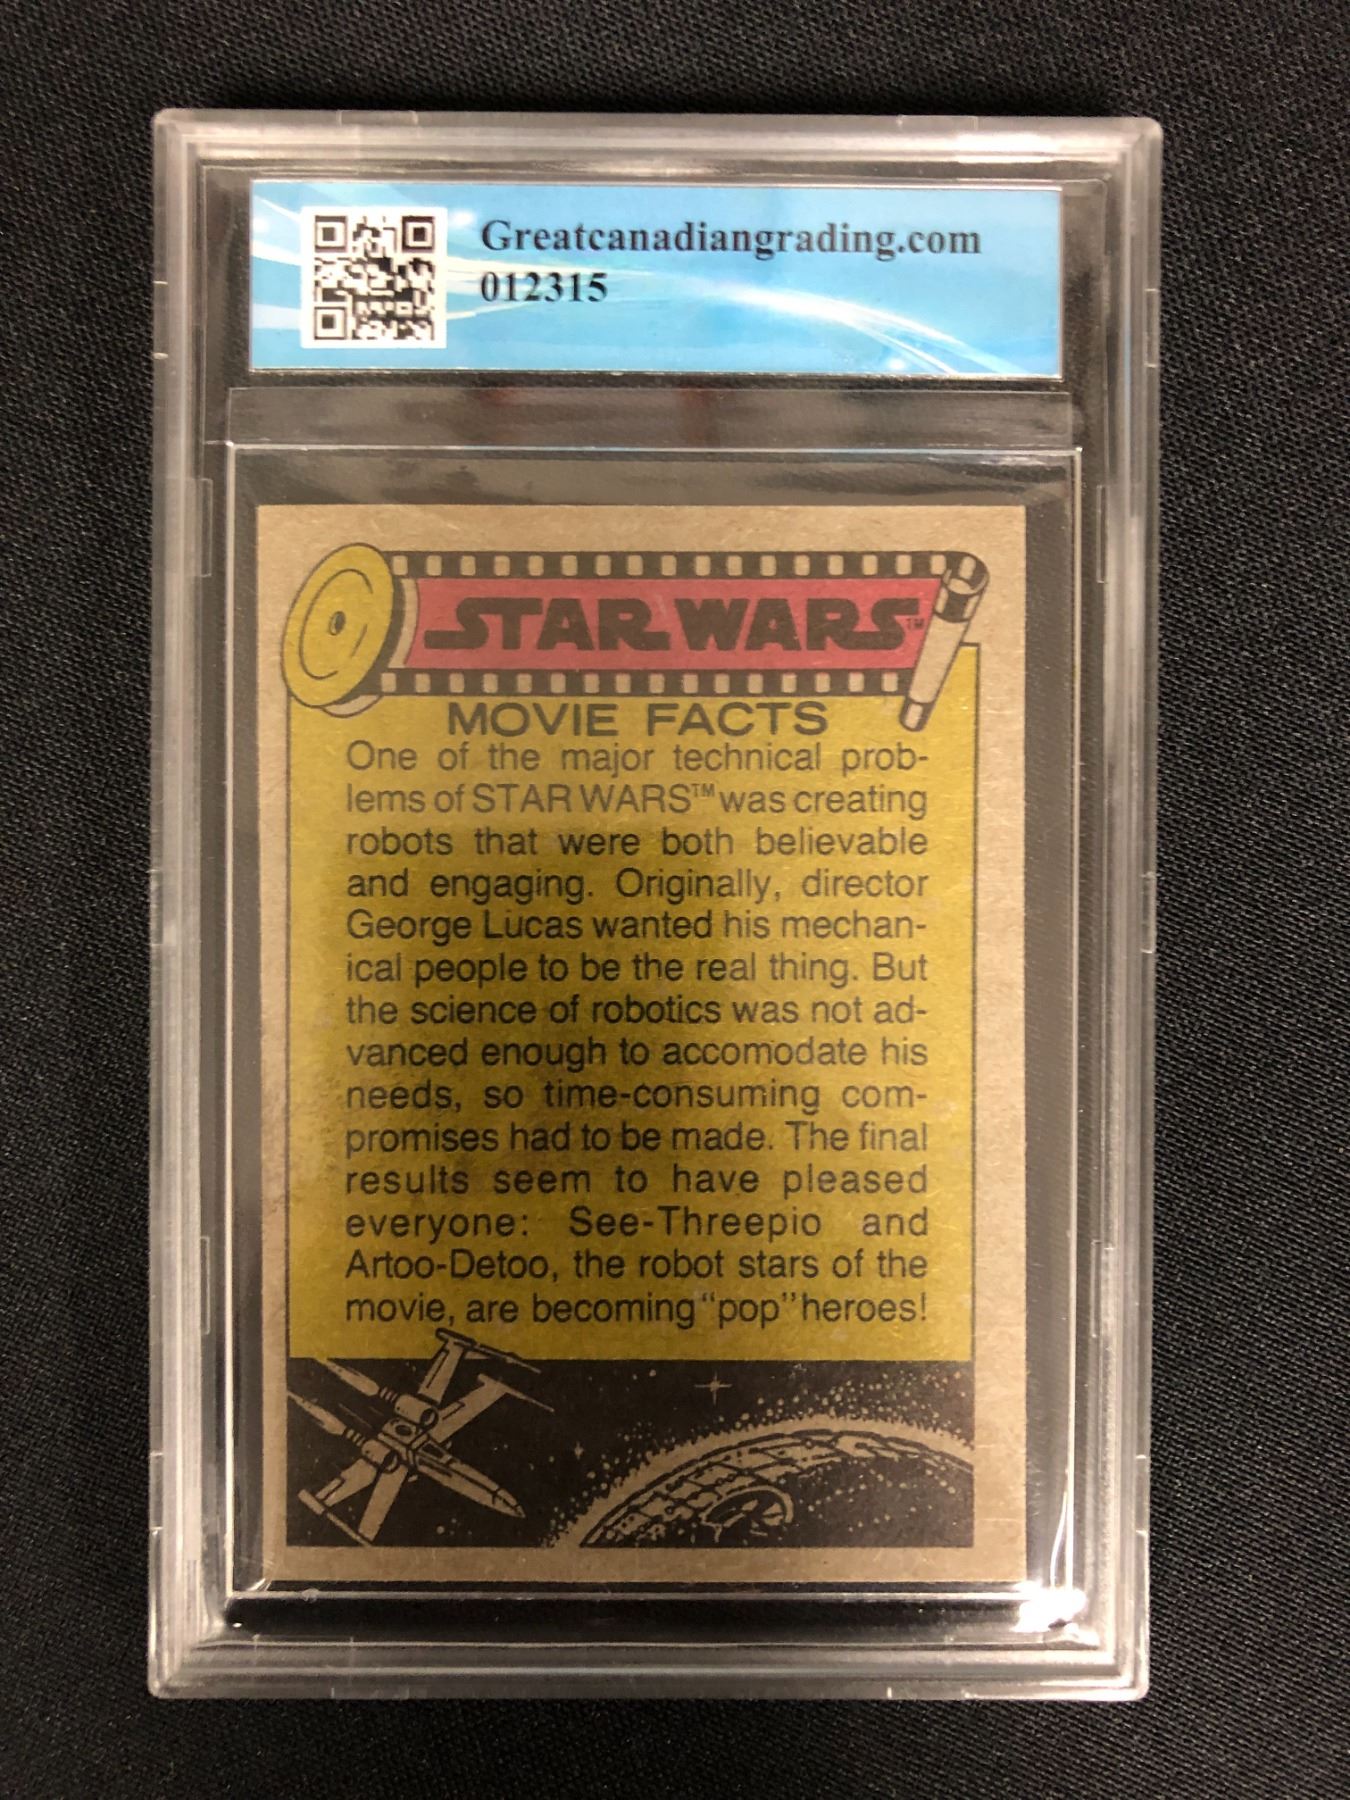 Greatcanadiangrading.com
012315
STAR WARS™
MOVIE FACTS
One of the major technical prob-
lems of STAR WARS™ was creating
robots that were both believable
and engaging. Originally, director
George Lucas wanted his mechan-
ical people to be the real thing. But
the science of robotics was not ad-
vanced enough to accomodate his
needs, so time-consuming com-
promises had to be made. The final
results seem to have pleased
everyone: See-Threepio and
Artoo-Detoo, the robot stars of the
movie, are becoming "pop" heroes!